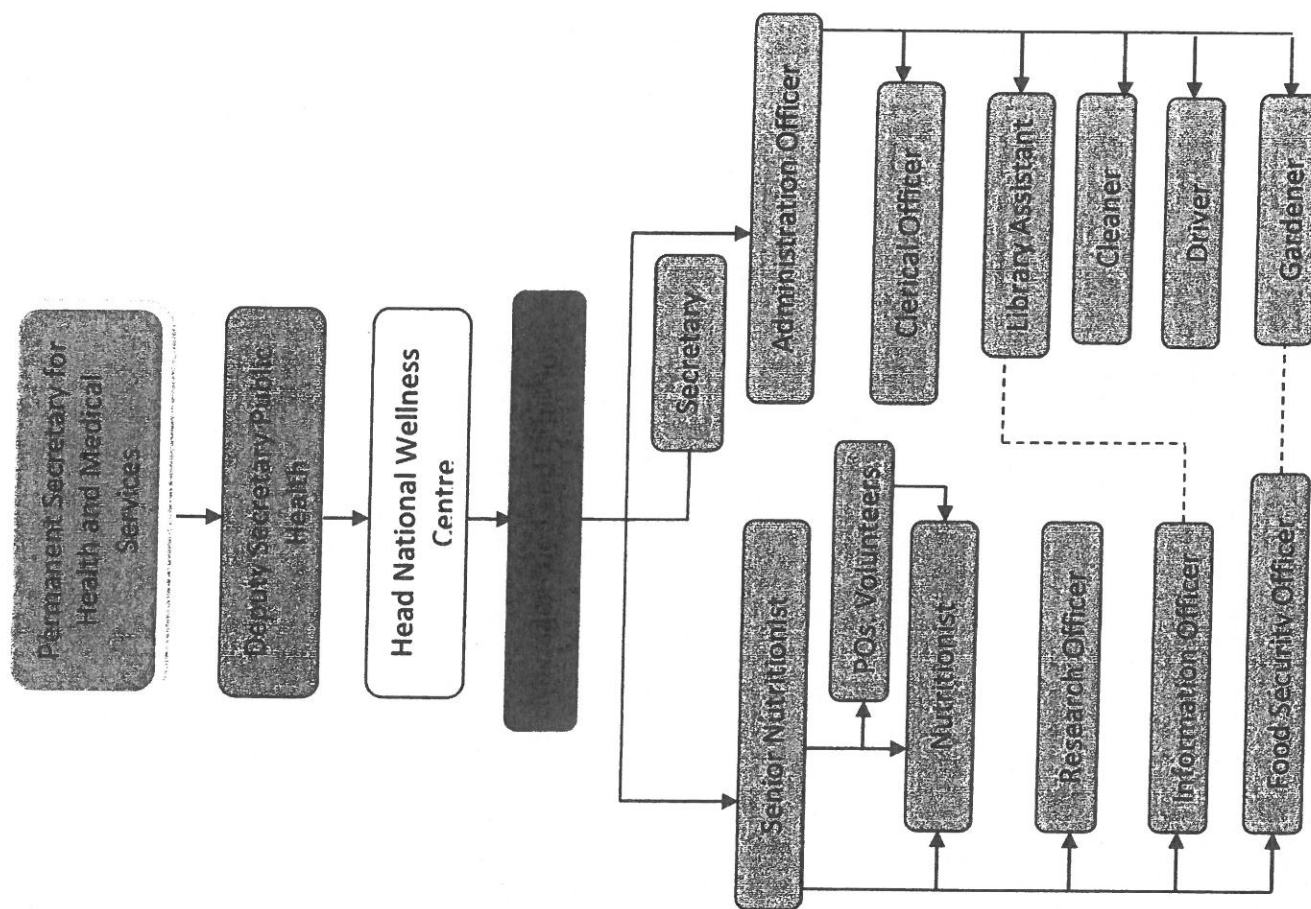 Permanent Secretary for
Health and Medical
Services
Deputy Secretary Public
Health
Head National Wellness
Centre
Secretary
Senior Nutritionist
Administration Officer
POs. Volunteers
Nutritionist
Clerical Officer
Research Officer
Library Assistant
Cleaner
Information Officer
Driver
Food Security Officer
Gardener